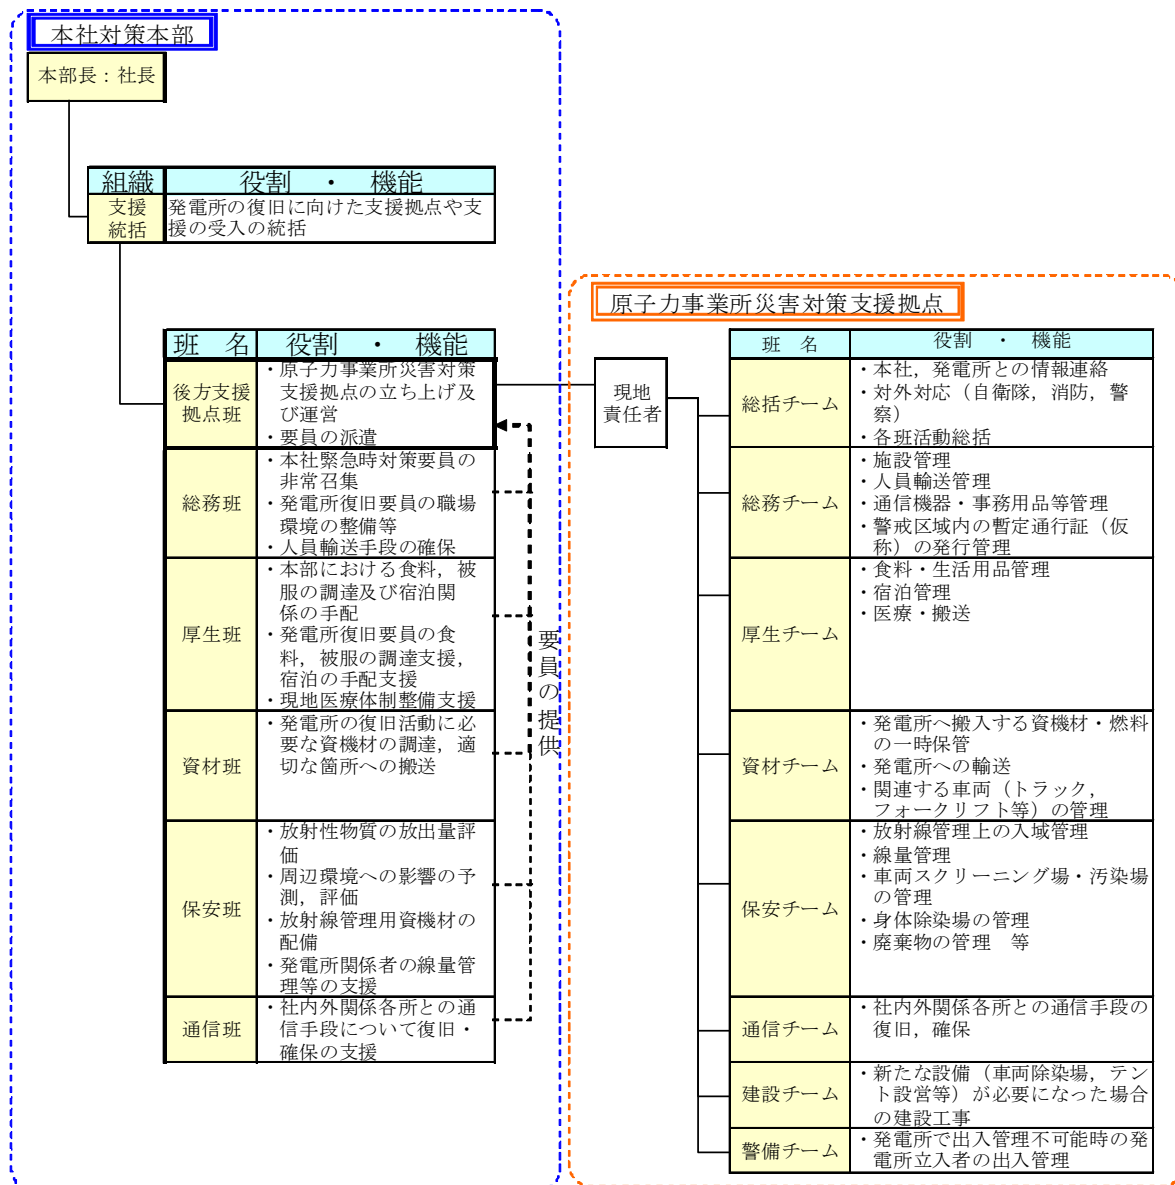 本社対策本部
本部長：社長
組織
役割　・　機能
支援
統括
発電所の復旧に向けた支援拠点や支
援の受入の統括
班　名
役割　・　機能
後方支援
拠点班
・原子力事業所災害対策
支援拠点の立ち上げ及
び運営
・要員の派遣
総務班
・本社緊急時対策要員の
非常召集
・発電所復旧要員の職場
環境の整備等
・人員輸送手段の確保
厚生班
・本部における食料，被
服の調達及び宿泊関
係の手配
・発電所復旧要員の食
料，被服の調達支援，
宿泊の手配支援
・現地医療体制整備支援
資材班
・発電所の復旧活動に必
要な資機材の調達，適
切な箇所への搬送
保安班
・放射性物質の放出量評
価
・周辺環境への影響の予
測，評価
・放射線管理用資機材の
配備
・発電所関係者の線量管
理等の支援
通信班
・社内外関係各所との通
信手段について復旧・
確保の支援
要員の提供
原子力事業所災害対策支援拠点
現地
責任者
班　名
役割　・　機能
総括チーム
・本社，発電所との情報連絡
・対外対応（自衛隊，消防，警
察）
・各班活動総括
総務チーム
・施設管理
・人員輸送管理
・通信機器・事務用品等管理
・警戒区域内の暫定通行証（仮
称）の発行管理
厚生チーム
・食料・生活用品管理
・宿泊管理
・医療・搬送
資材チーム
・発電所へ搬入する資機材・燃料
の一時保管
・発電所への輸送
・関連する車両（トラック，
フォークリフト等）の管理
保安チーム
・放射線管理上の入域管理
・線量管理
・車両スクリーニング場・汚染場
の管理
・身体除染場の管理
・廃棄物の管理　等
通信チーム
・社内外関係各所との通信手段の
復旧，確保
建設チーム
・新たな設備（車両除染場，テン
ト設営等）が必要になった場合
の建設工事
警備チーム
・発電所で出入管理不可能時の発
電所立入者の出入管理